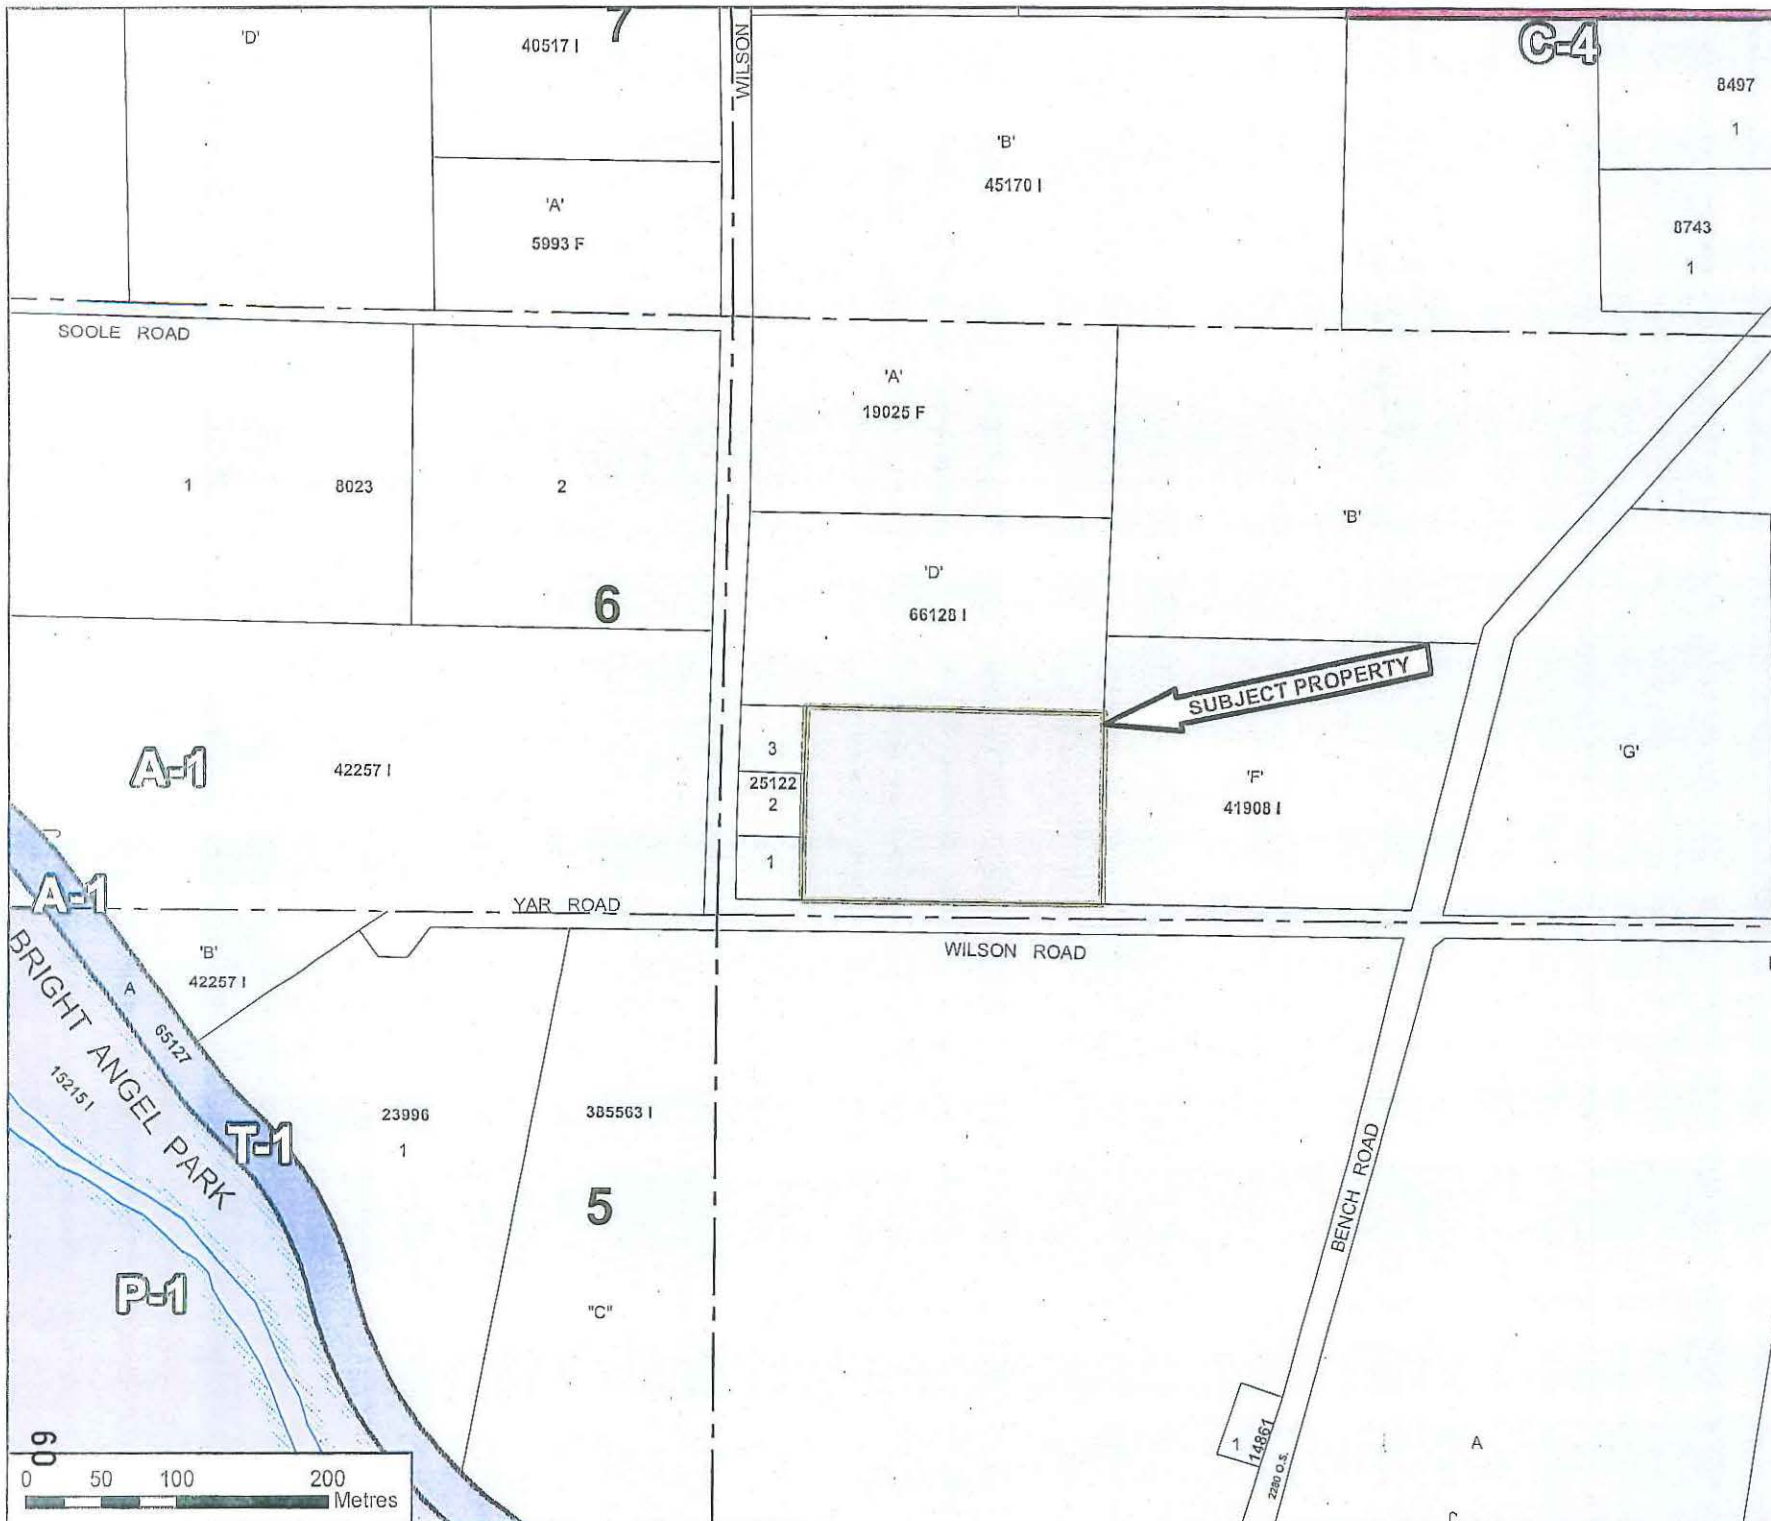 7
'D'
40517 I
WILSON
C-4
8497
1
'B'
45170 I
'A'
5993 F
8743
1
SOOLE ROAD
'A'
19025 F
1
8023
2
'B'
'D'
66128 I
6
SUBJECT PROPERTY
A-1
42257 I
3
25122
2
1
'F'
41908 I
'G'
A-1
YAR ROAD
WILSON ROAD
'B'
42257 I
A
65127
BRIGHT ANGEL PARK
152151 I
T-1
23996
1
385563 I
5
"C"
BENCH ROAD
P-1
1
14861
2280 O.S.
A
C
60
0 50 100 200
Metres